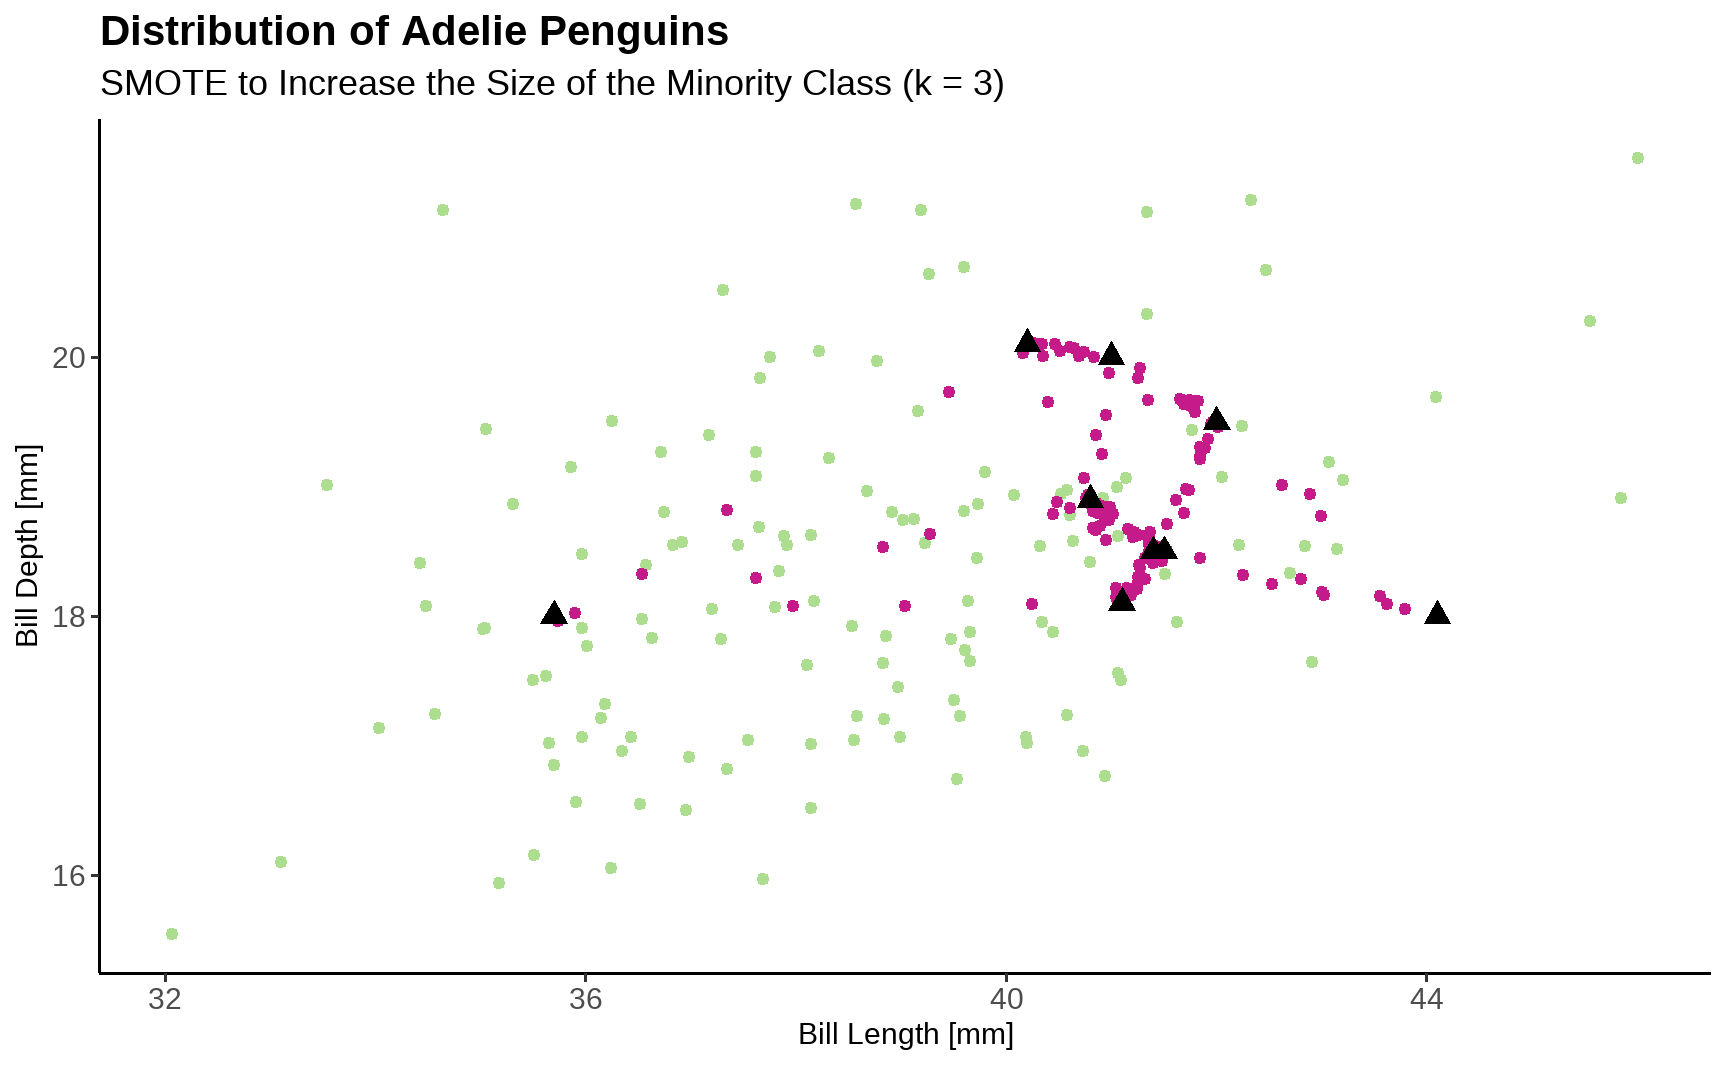 Distribution of Adelie Penguins
SMOTE to Increase the Size of the Minority Class (k = 3)
20
18
16
Bill Depth [mm]
32 36 40 44
Bill Length [mm]